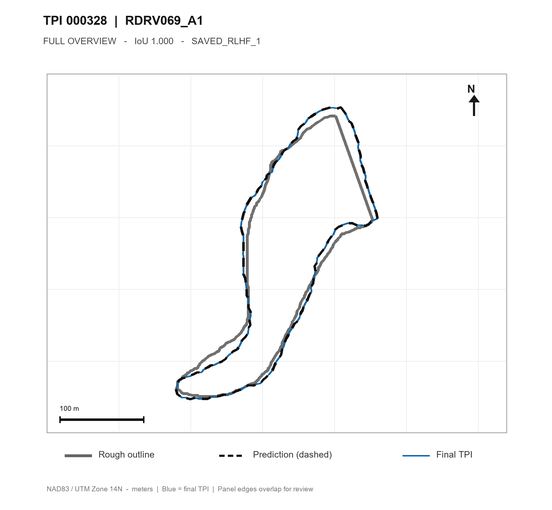 TPI 000328 | RDRV069_A1
FULL OVERVIEW - IoU 1.000 - SAVED_RLHF_1
N
100 m
Rough outline Prediction (dashed) Final TPI
NAD83 / UTM Zone 14N - meters | Blue = final TPI | Panel edges overlap for review